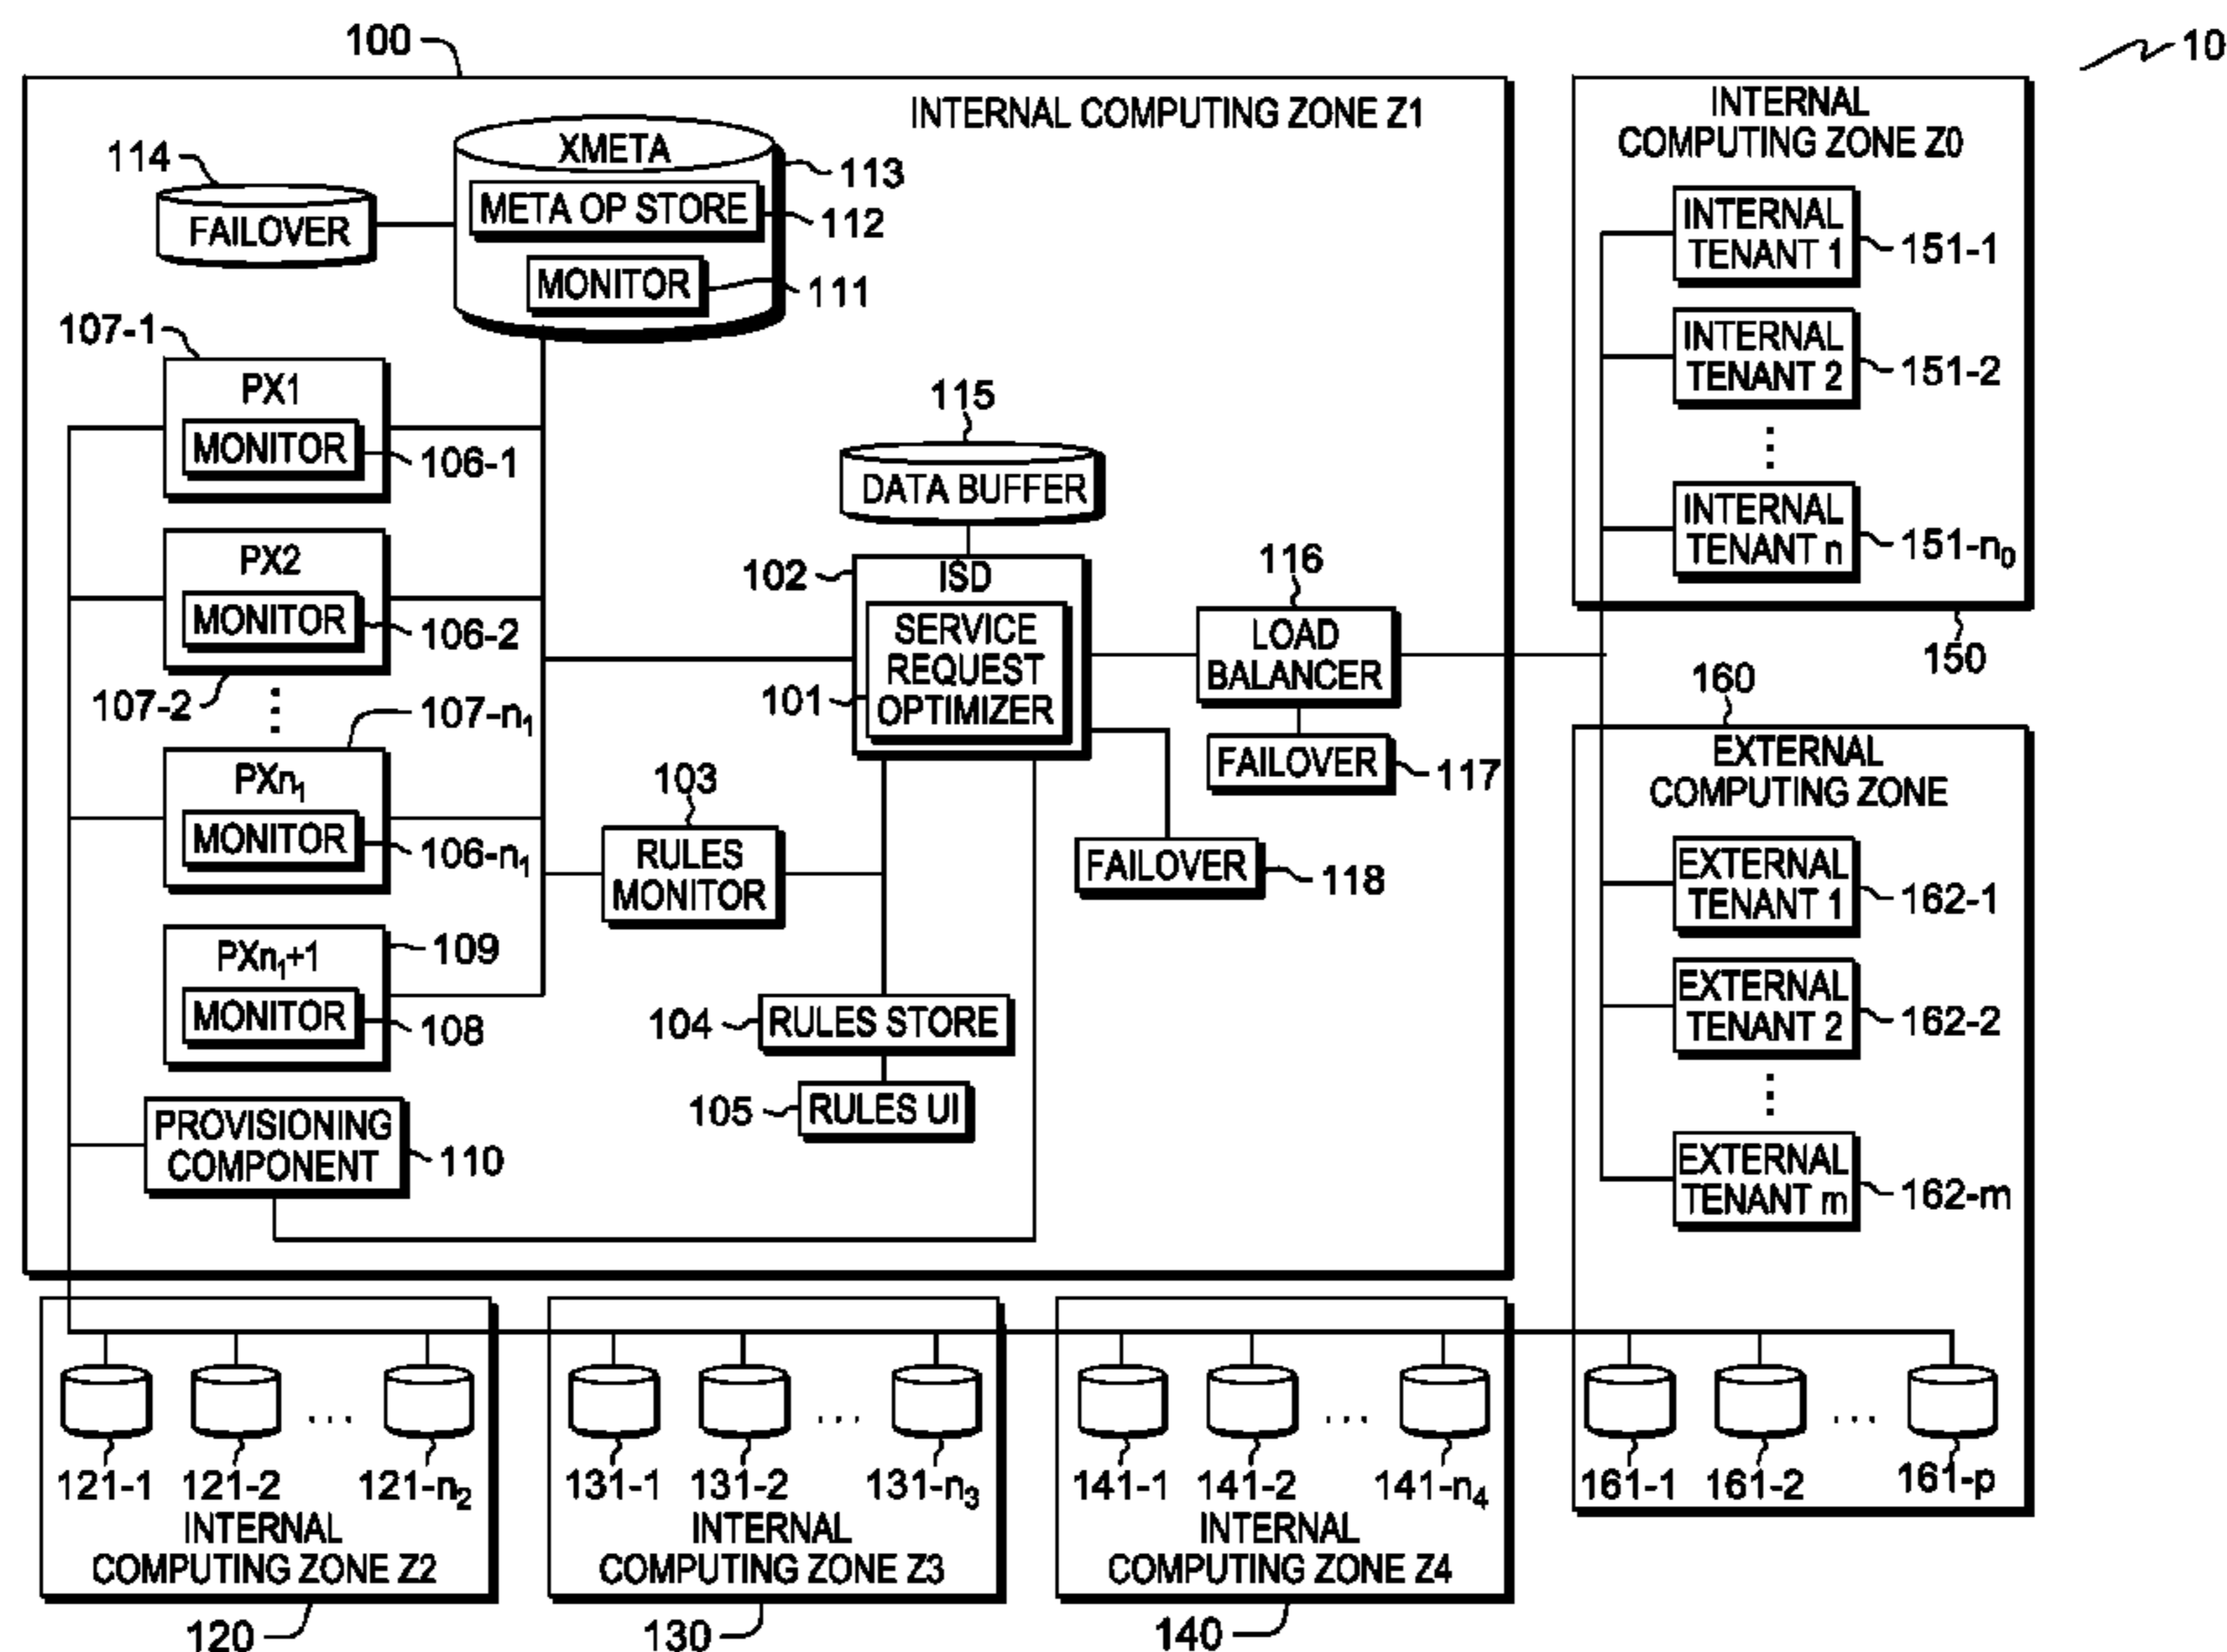 100
10
INTERNAL COMPUTING ZONE Z1
114
FAILOVER
XMETA
113
META OP STORE
112
MONITOR
111
107-1
PX1
MONITOR
106-1
PX2
MONITOR
106-2
107-2
107-n₁
PXn₁
MONITOR
106-n₁
PXn₁+1
109
MONITOR
108
PROVISIONING
COMPONENT
110
115
DATA BUFFER
102
ISD
SERVICE
REQUEST
OPTIMIZER
101
116
LOAD
BALANCER
FAILOVER
117
FAILOVER
118
103
RULES
MONITOR
104
RULES STORE
105
RULES UI
INTERNAL
COMPUTING ZONE Z0
INTERNAL
TENANT 1
151-1
INTERNAL
TENANT 2
151-2
⋮
INTERNAL
TENANT n
151-n₀
150
160
EXTERNAL
COMPUTING ZONE
EXTERNAL
TENANT 1
162-1
EXTERNAL
TENANT 2
162-2
⋮
EXTERNAL
TENANT m
162-m
121-1 121-2 ... 121-n₂
INTERNAL
COMPUTING ZONE Z2
120
131-1 131-2 ... 131-n₃
INTERNAL
COMPUTING ZONE Z3
130
141-1 141-2 ... 141-n₄
INTERNAL
COMPUTING ZONE Z4
140
161-1 161-2 ... 161-p